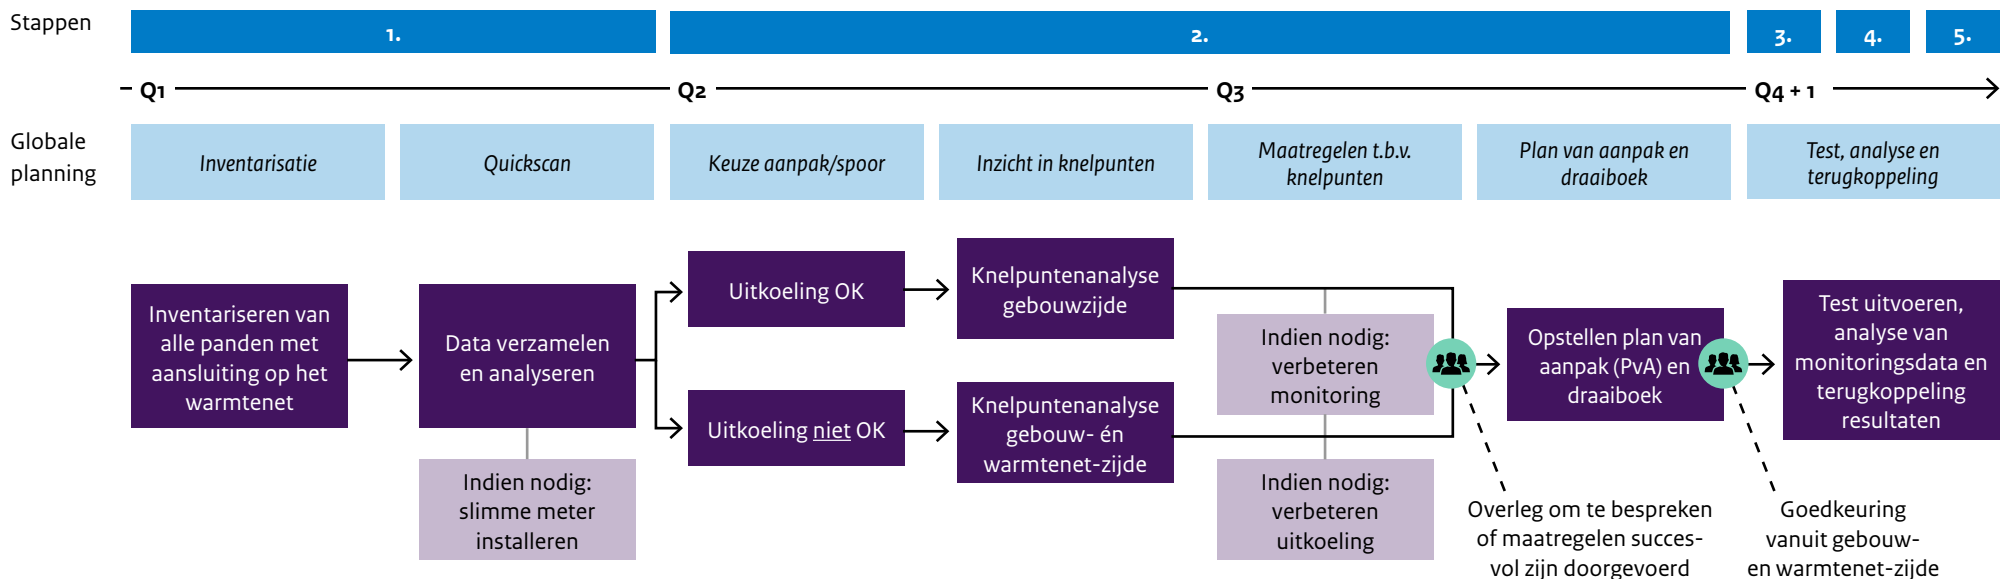 Stappen
1.
2.
3.
4.
5.
Q1
Q2
Q3
Q4 + 1
Globale
planning
Inventarisatie
Quickscan
Keuze aanpak/spoor
Inzicht in knelpunten
Maatregelen t.b.v.
knelpunten
Plan van aanpak en
draaiboek
Test, analyse en
terugkoppeling
Inventariseren van
alle panden met
aansluiting op het
warmtenet
Data verzamelen
en analyseren
Indien nodig:
slimme meter
installeren
Uitkoeling OK
Uitkoeling niet OK
Knelpuntenanalyse
gebouwzijde
Knelpuntenanalyse
gebouw- én
warmtenet-zijde
Indien nodig:
verbeteren
monitoring
Indien nodig:
verbeteren
uitkoeling
Overleg om te bespreken
of maatregelen succes-
vol zijn doorgevoerd
Opstellen plan van
aanpak (PvA) en
draaiboek
Goedkeuring
vanuit gebouw-
en warmtenet-zijde
Test uitvoeren,
analyse van
monitoringsdata en
terugkoppeling
resultaten